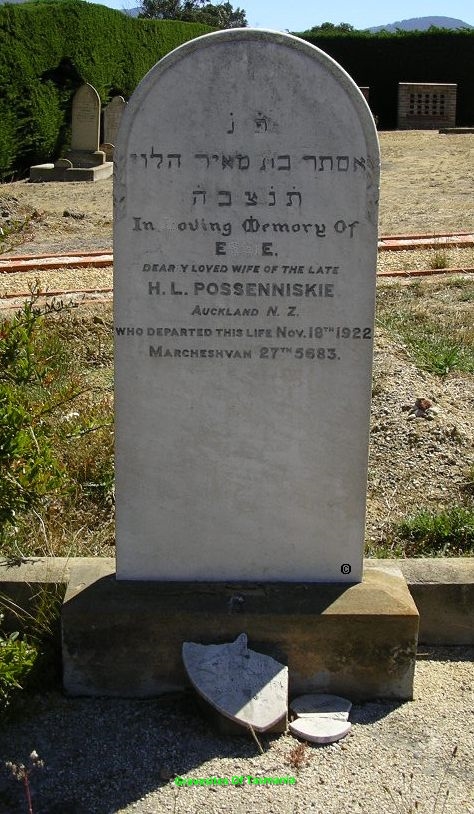 פ נ
אסתר בת מאיר הלוי
תנצבה
In Loving Memory Of
DEARLY LOVED WIFE OF THE LATE
H. L. POSSENNISKIE
AUCKLAND N. Z.
WHO DEPARTED THIS LIFE NOV. 18TH 1922
MARCHESHVAN 27TH 5683.
©
Gravesites Of Tasmania